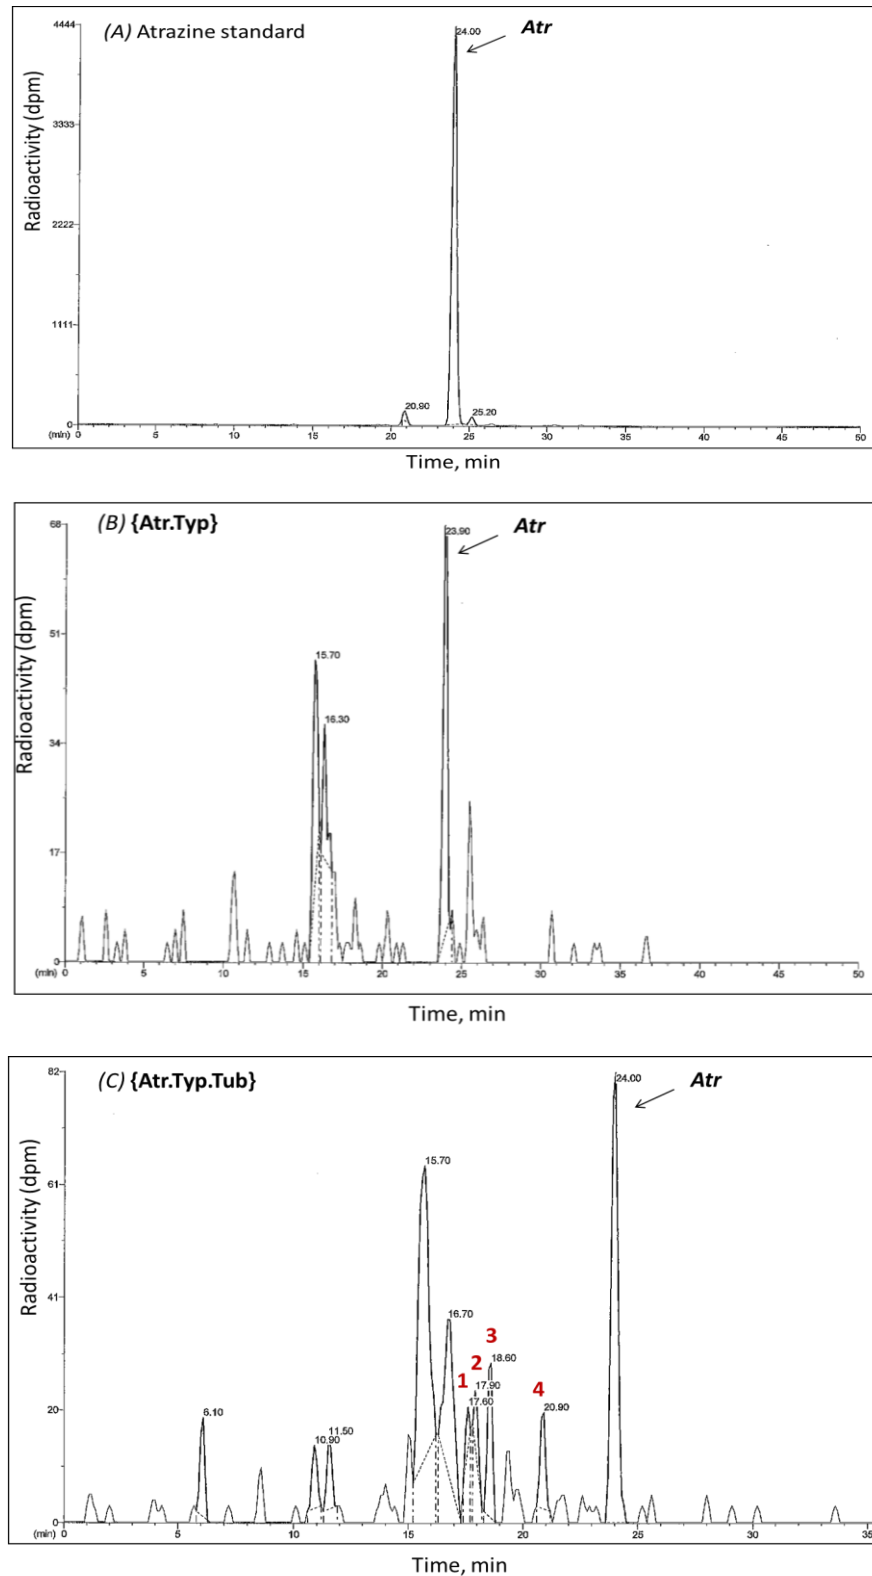 (A) Atrazine standard
Atr
Radioactivity (dpm)
4444
3333
2222
1111
0
24.00
20.90
25.20
(min) 0 5 10 15 20 25 30 35 40 45 50
Time, min
(B) {Atr.Typ}
Atr
Radioactivity (dpm)
68
51
34
17
0
23.90
15.70
16.30
(min) 0 5 10 15 20 25 30 35 40 45 50
Time, min
(C) {Atr.Typ.Tub}
Atr
Radioactivity (dpm)
82
61
41
20
0
24.00
15.70
16.70
3
18.60
2
1
17.90
17.60
4
20.90
6.10
11.50
10.90
(min) 5 10 15 20 25 30 35
Time, min